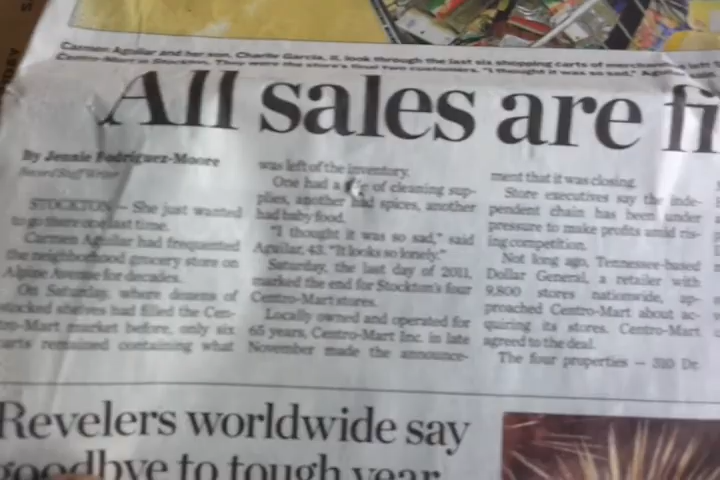 Carmen Aguilar and her son, Charlie Garcia, 8, look through the last six shopping carts of merchandise left
Centro-Mart in Stockton. They were the store's final two customers. "I thought it was so sad,"
All sales are fi
By Jennie Rodriguez-Moore
Record Staff Writer
STOCKTON — She just wanted
to go there one last time.
Carmen Aguilar had frequented
the neighborhood grocery store on
Alpine Avenue for decades.
On Saturday, where dozens of
stocked shelves had filled the Cen-
tro-Mart market before, only six
carts remained containing what
was left of the inventory.
One had a of cleaning sup-
plies, another had spices, another
had baby food.
"I thought it was so sad," said
Aguilar, 43. "It looks so lonely."
Saturday, the last day of 2011,
marked the end for Stockton's four
Centro-Mart stores.
Locally owned and operated for
65 years, Centro-Mart Inc. in late
November made the announce-
ment that it was closing.
Store executives say the inde-
pendent chain has been under
pressure to make profits amid ris-
ing competition.
Not long ago, Tennessee-based
Dollar General, a retailer with
9,800 stores nationwide, ap-
proached Centro-Mart about ac-
quiring its stores. Centro-Mart
agreed to the deal.
The four properties — 310 Dr.
Revelers worldwide say
goodbye to tough year